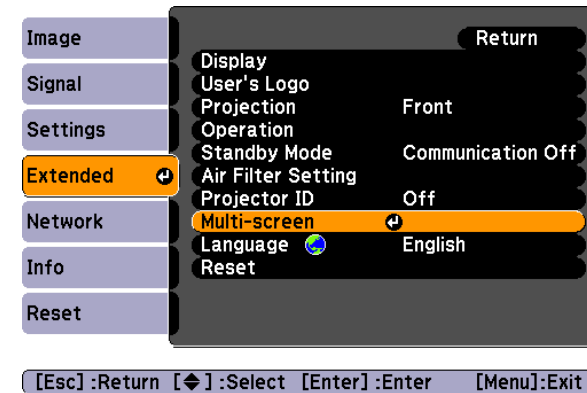 Image
Signal
Settings
Extended
Network
Info
Reset
Return
Display
User's Logo
Projection Front
Operation
Standby Mode Communication Off
Air Filter Setting
Projector ID Off
Multi-screen
Language English
Reset
[Esc] :Return [◆] :Select [Enter] :Enter [Menu]:Exit